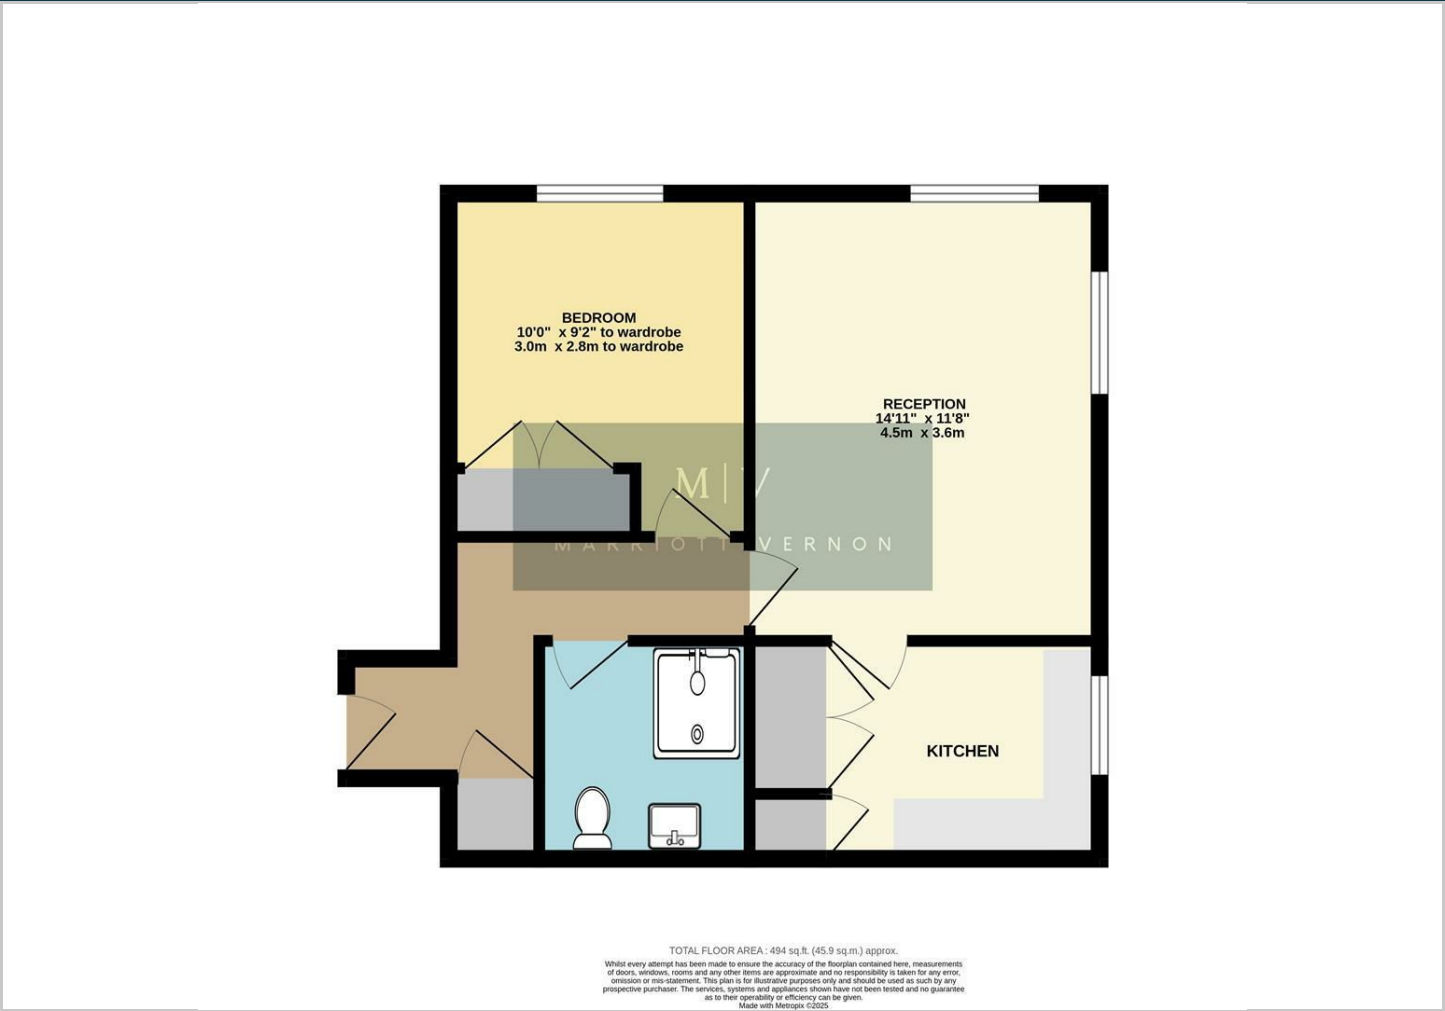 BEDROOM
10'0" x 9'2" to wardrobe
3.0m x 2.8m to wardrobe
RECEPTION
14'11" x 11'8"
4.5m x 3.6m
M|V
MARRIOTT VERNON
KITCHEN
TOTAL FLOOR AREA : 494 sq.ft. (45.9 sq.m.) approx.
Whilst every attempt has been made to ensure the accuracy of the floorplan contained here, measurements
of doors, windows, rooms and any other items are approximate and no responsibility is taken for any error,
omission or mis-statement. This plan is for illustrative purposes only and should be used as such by any
prospective purchaser. The services, systems and appliances shown have not been tested and no guarantee
as to their operability or efficiency can be given.
Made with Metropix ©2025